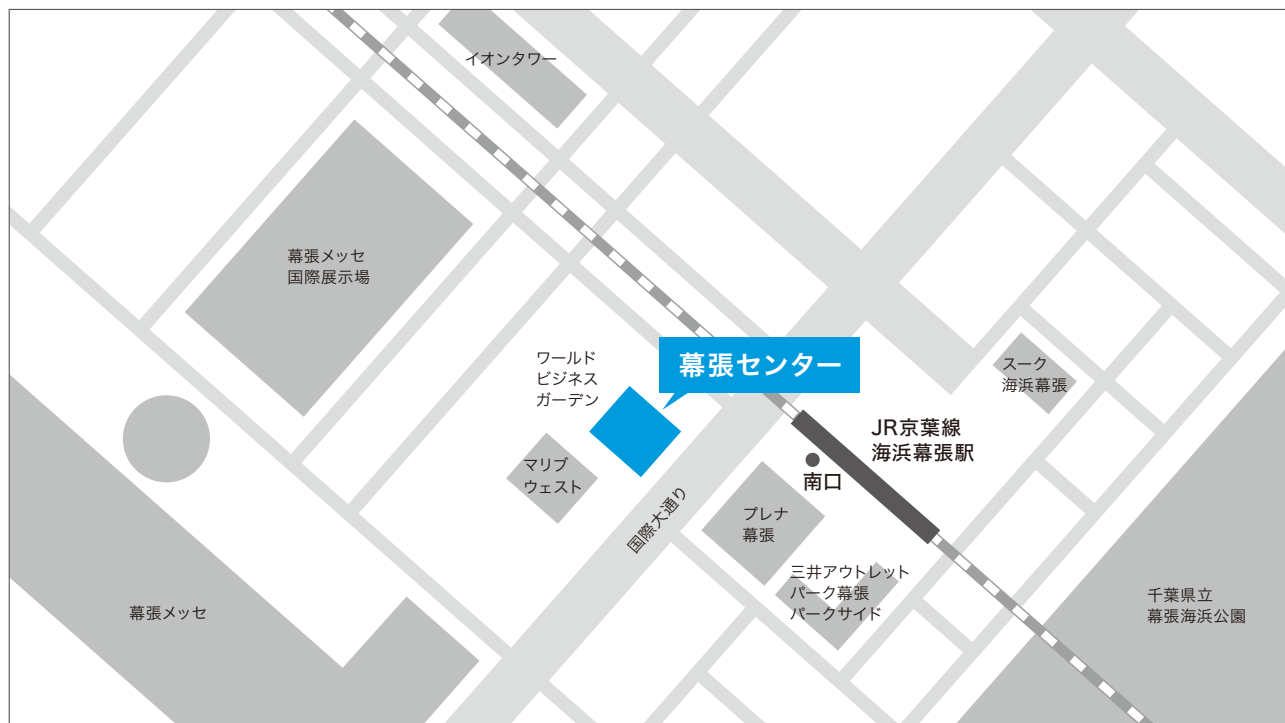 イオンタワー
幕張メッセ
国際展示場
ワールド
ビジネス
ガーデン
幕張センター
スーク
海浜幕張
JR京葉線
海浜幕張駅
南口
マリブ
ウェスト
国際大通り
プレナ
幕張
三井アウトレット
パーク幕張
パークサイド
千葉県立
幕張海浜公園
幕張メッセ